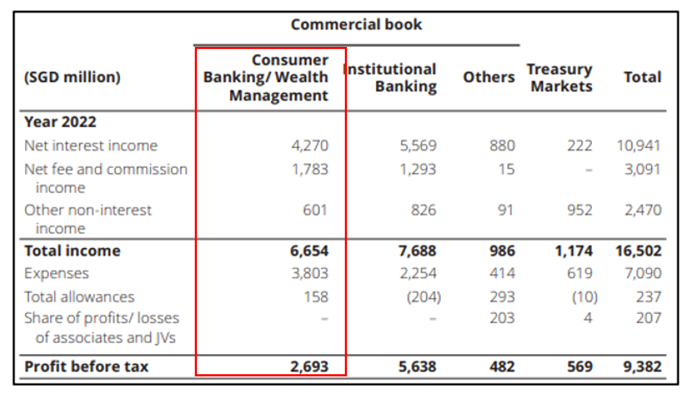 Commercial book
(SGD million) Consumer Banking/ Wealth Management Institutional Banking Others Treasury Markets Total
Year 2022
Net interest income 4,270 5,569 880 222 10,941
Net fee and commission income 1,783 1,293 15 – 3,091
Other non-interest income 601 826 91 952 2,470
Total income 6,654 7,688 986 1,174 16,502
Expenses 3,803 2,254 414 619 7,090
Total allowances 158 (204) 293 (10) 237
Share of profits/ losses of associates and JVs – – 203 4 207
Profit before tax 2,693 5,638 482 569 9,382